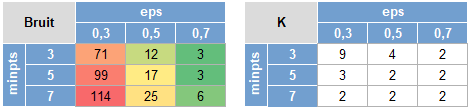 Bruit eps
0,3 0,5 0,7
minpts
3 71 12 3
5 99 17 3
7 114 25 6
K eps
0,3 0,5 0,7
minpts
3 9 4 2
5 3 2 2
7 2 2 2